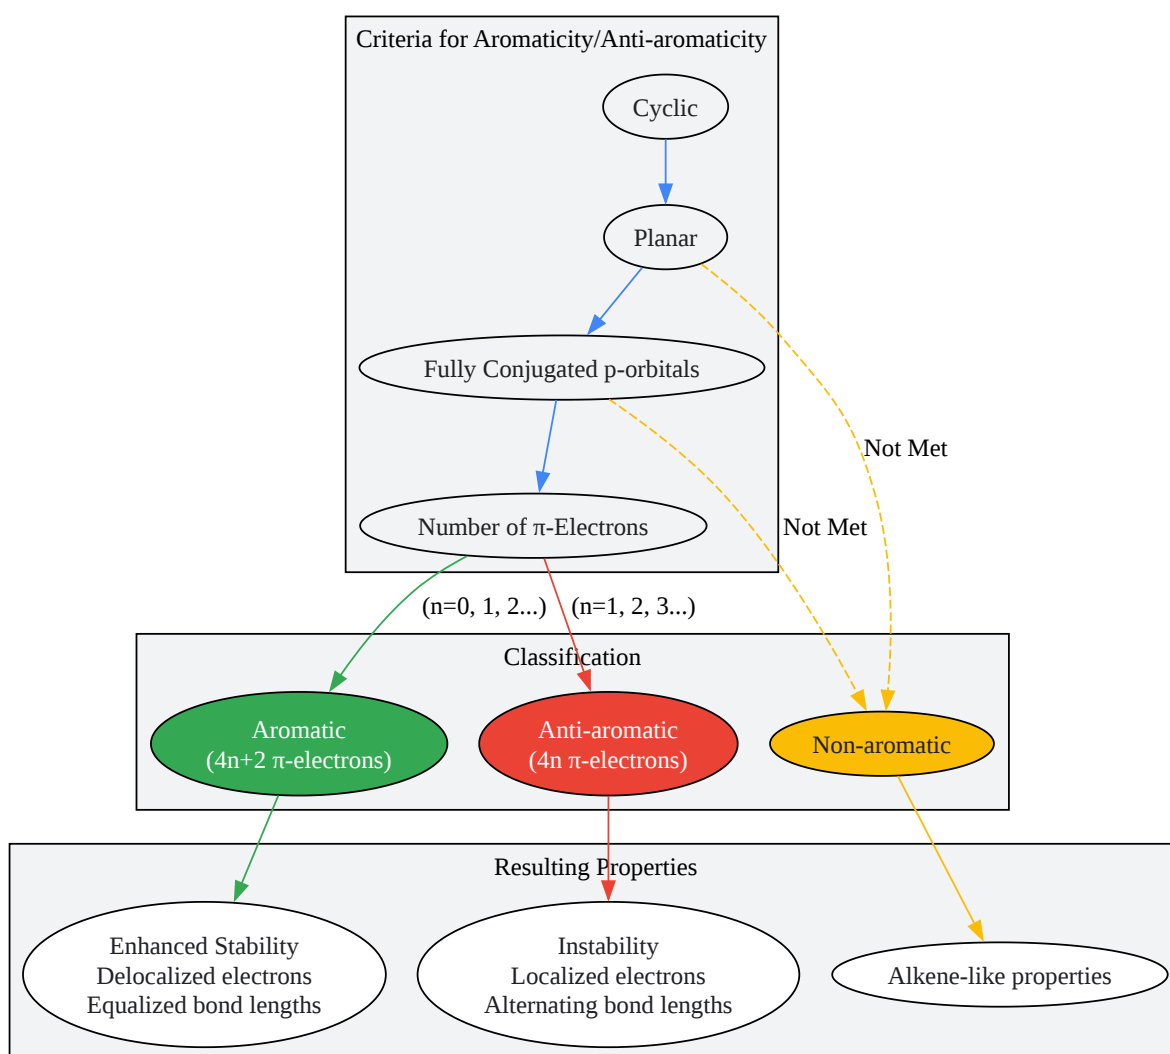 Criteria for Aromaticity/Anti-aromaticity
Cyclic
Planar
Fully Conjugated p-orbitals
Not Met
Not Met
Number of π-Electrons
(n=0, 1, 2...)
(n=1, 2, 3...)
Classification
Aromatic
(4n+2 π-electrons)
Anti-aromatic
(4n π-electrons)
Non-aromatic
Resulting Properties
Enhanced Stability
Delocalized electrons
Equalized bond lengths
Instability
Localized electrons
Alternating bond lengths
Alkene-like properties